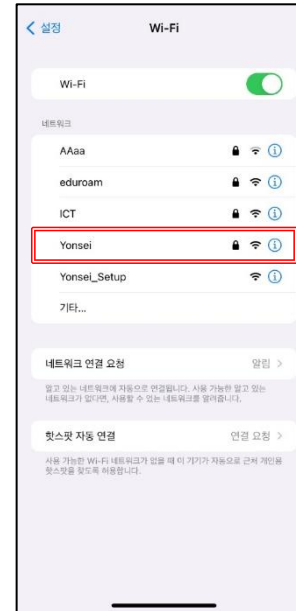 설정
Wi-Fi
Wi-Fi
네트워크
AAaa
eduroam
ICT
Yonsei
Yonsei_Setup
기타...
네트워크 연결 요청 알림
알고 있는 네트워크에 자동으로 연결됩니다. 사용 가능한 알고 있는
네트워크가 없다면, 사용할 수 있는 네트워크를 알려줍니다.
핫스팟 자동 연결 연결 요청
사용 가능한 Wi-Fi 네트워크가 없을 때 이 기기가 자동으로 근처 개인용
핫스팟을 찾도록 허용합니다.